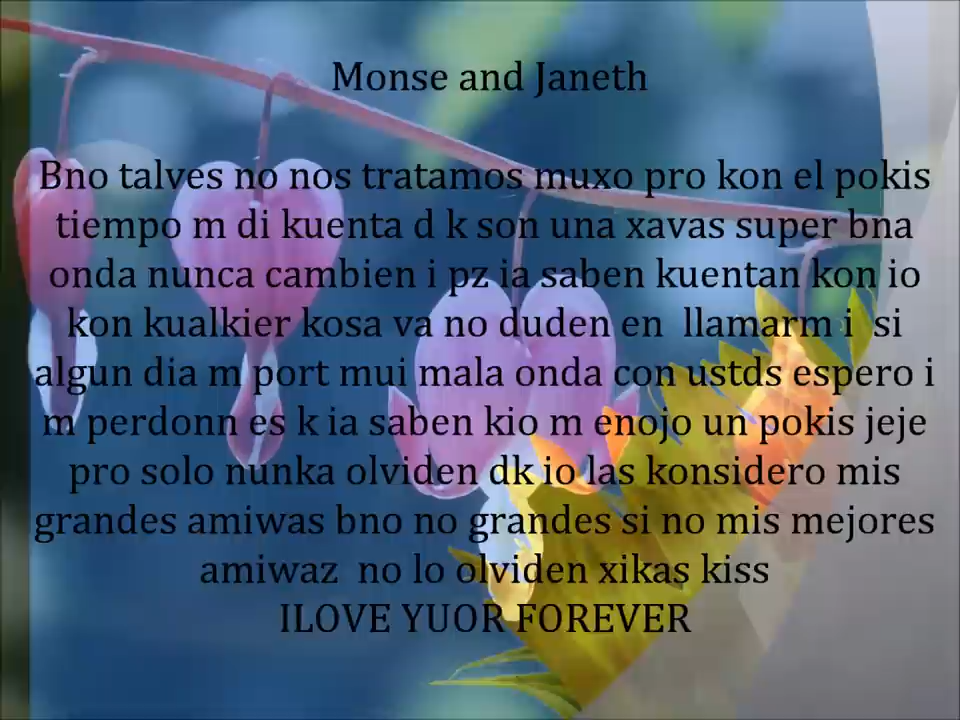 Monse and Janeth
Bno talves no nos tratamos muxo pro kon el pokis
tiempo m di kuenta d k son una xavas super bna
onda nunca cambien i pz ia saben kuentan kon io
kon kualkier kosa va no duden en llamarm i si
algun dia m port mui mala onda con ustds espero i
m perdonn es k ia saben kio m enojo un pokis jeje
pro solo nunka olviden dk io las konsidero mis
grandes amiwas bno no grandes si no mis mejores
amiwaz no lo olviden xikas kiss
ILOVE YUOR FOREVER